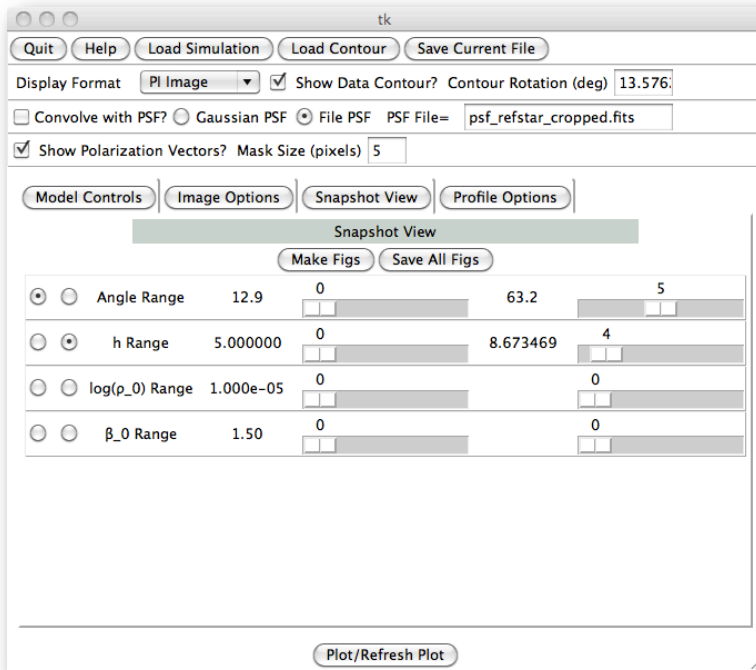 tk
Quit Help Load Simulation Load Contour Save Current File
Display Format PI Image Show Data Contour? Contour Rotation (deg) 13.576
Convolve with PSF? Gaussian PSF File PSF PSF File= psf_refstar_cropped.fits
Show Polarization Vectors? Mask Size (pixels) 5
Model Controls Image Options Snapshot View Profile Options
Snapshot View
Make Figs Save All Figs
Angle Range 12.9 0 63.2 5
h Range 5.000000 0 8.673469 4
log(ρ_0) Range 1.000e-05 0 0
β_0 Range 1.50 0 0
Plot/Refresh Plot